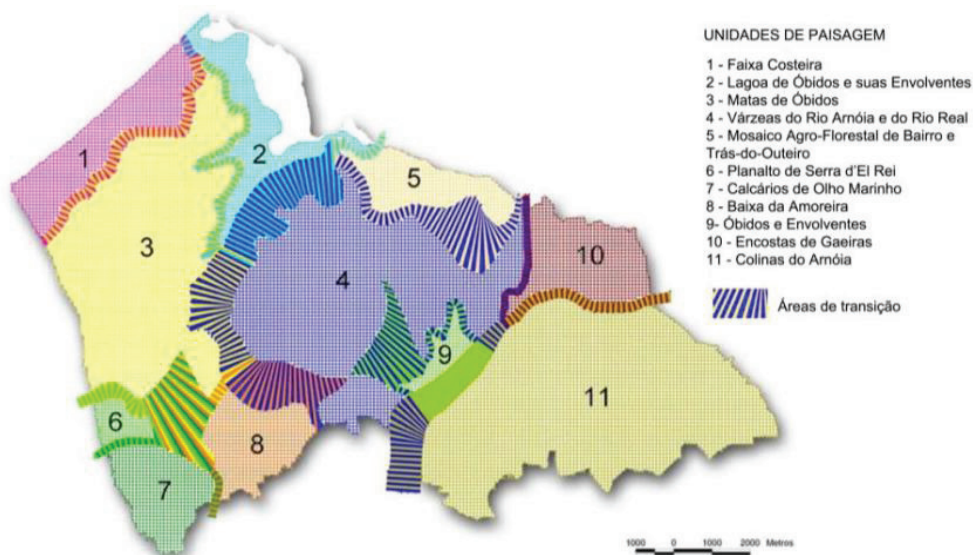 UNIDADES DE PAISAGEM
1 - Faixa Costeira
2 - Lagoa de Óbidos e suas Envolventes
3 - Matas de Óbidos
4 - Várzeas do Rio Arnóia e do Rio Real
5 - Mosaico Agro-Florestal de Bairro e
Trás-do-Outeiro
6 - Planalto de Serra d'El Rei
7 - Calcários de Olho Marinho
8 - Baixa da Amoreira
9- Óbidos e Envolventes
10 - Encostas de Gaeiras
11 - Colinas do Arnóia
Áreas de transição
1
2
5
3
4
10
9
11
6
8
7
1000 0 1000 2000 Metros